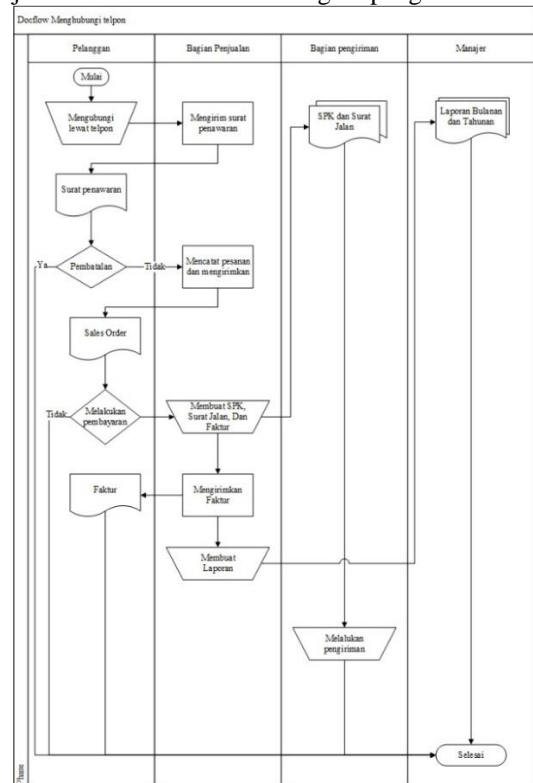 Docflow Menghubungi telpon
Pelanggan
Bagian Penjualan
Bagian pengiriman
Manajer
Mulai
Mengubungi
lewat telpon
Mengirim surat
penawaran
SPK dan Surat
Jalan
Laporan Bulanan
dan Tahunan
Surat penawaran
Ya
Pembatalan
Tidak
Mencatat pesanan
dan mengirimkan
Sales Order
Tidak
Melakukan
pembayaran
Membuat SPK,
Surat Jalan, Dan
Faktur
Faktur
Mengirimkan
Faktur
Membuat
Laporan
Melalukan
pengiriman
Selesai
Phase